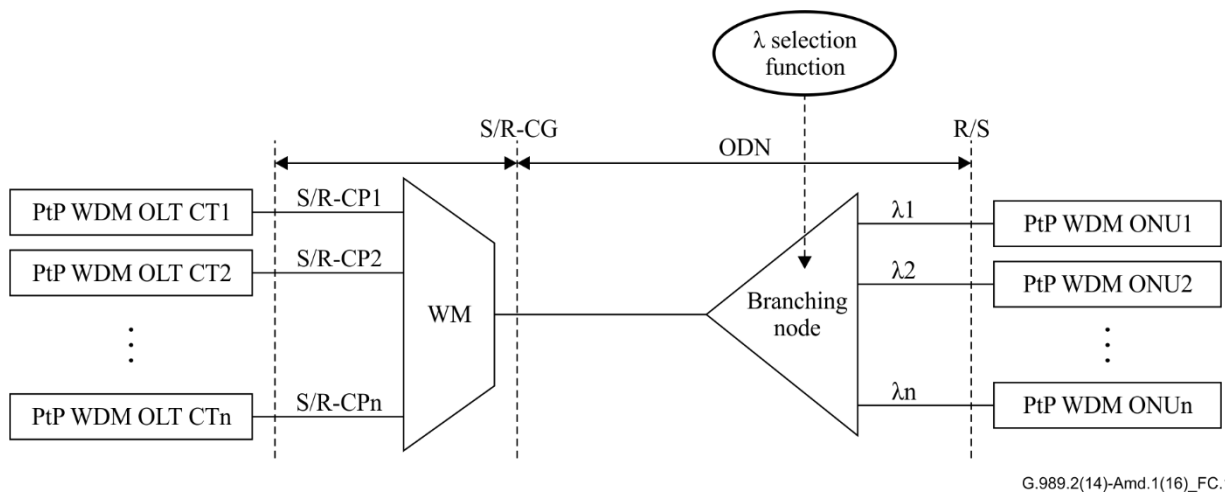 λ selection
function
S/R-CG
R/S
ODN
PtP WDM OLT CT1
S/R-CP1
λ1
PtP WDM ONU1
PtP WDM OLT CT2
S/R-CP2
λ2
PtP WDM ONU2
WM
Branching
node
PtP WDM OLT CTn
S/R-CPn
λn
PtP WDM ONUn
G.989.2(14)-Amd.1(16)_FC.